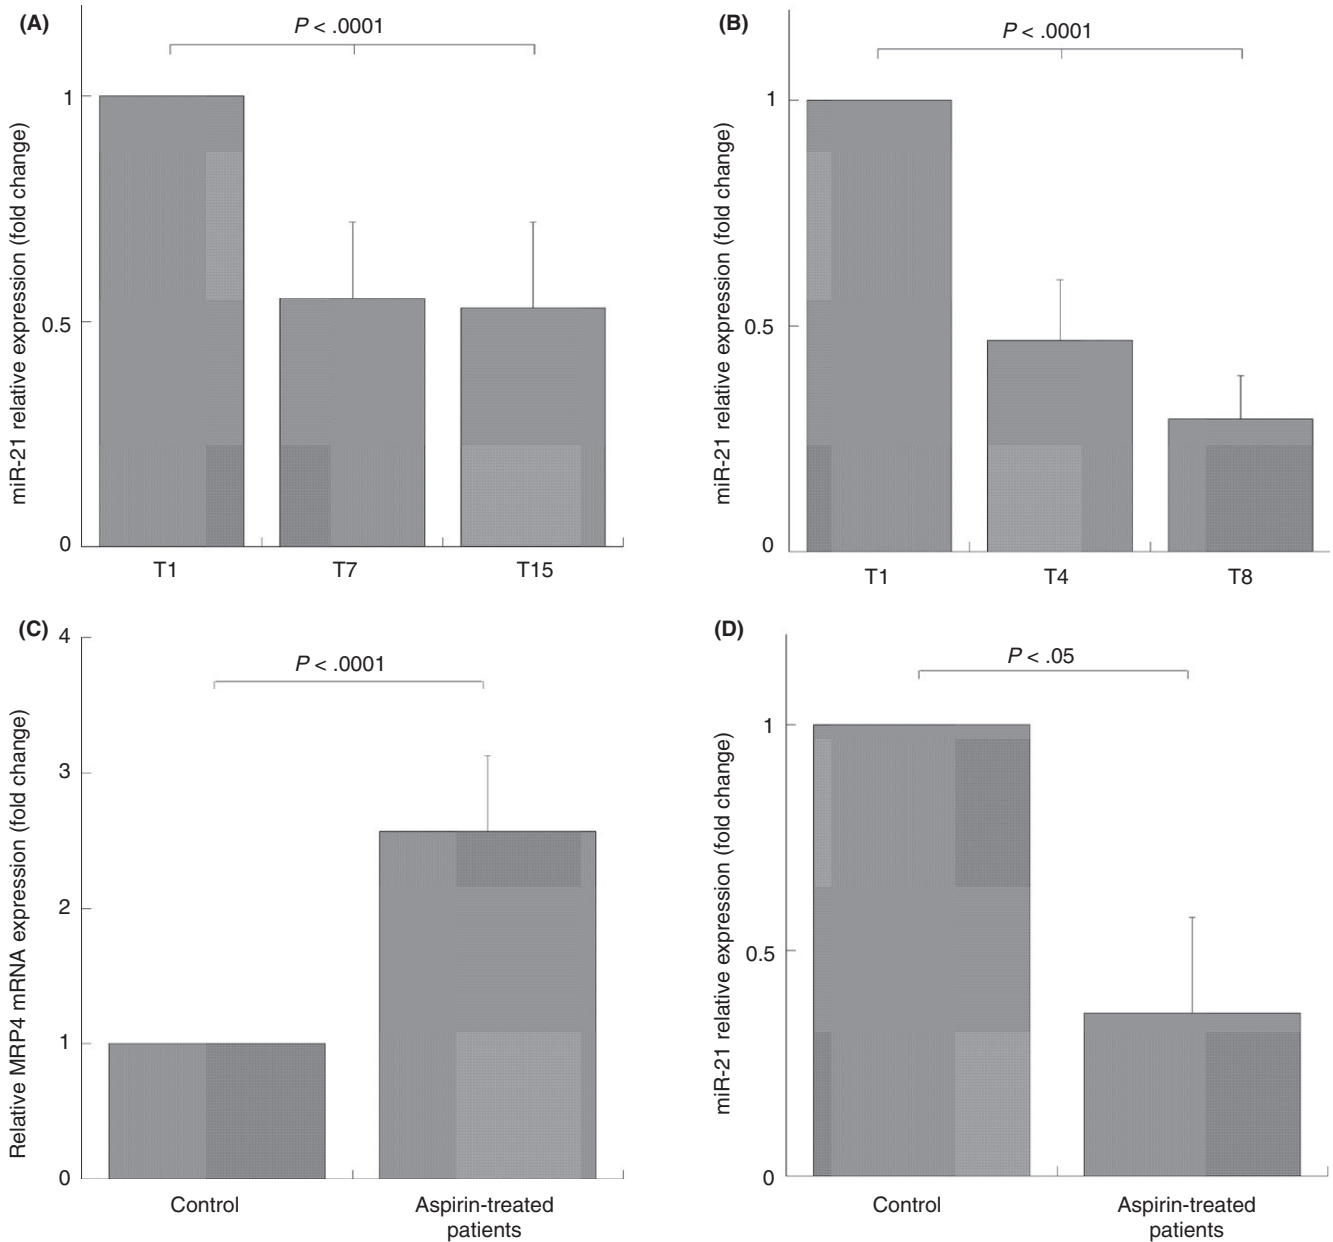 (A)
P < .0001
miR-21 relative expression (fold change)
1
0.5
0
T1 T7 T15
(B)
P < .0001
miR-21 relative expression (fold change)
1
0.5
0
T1 T4 T8
(C)
P < .0001
Relative MRP4 mRNA expression (fold change)
4
3
2
1
0
Control Aspirin-treated
patients
(D)
P < .05
miR-21 relative expression (fold change)
1
0.5
0
Control Aspirin-treated
patients